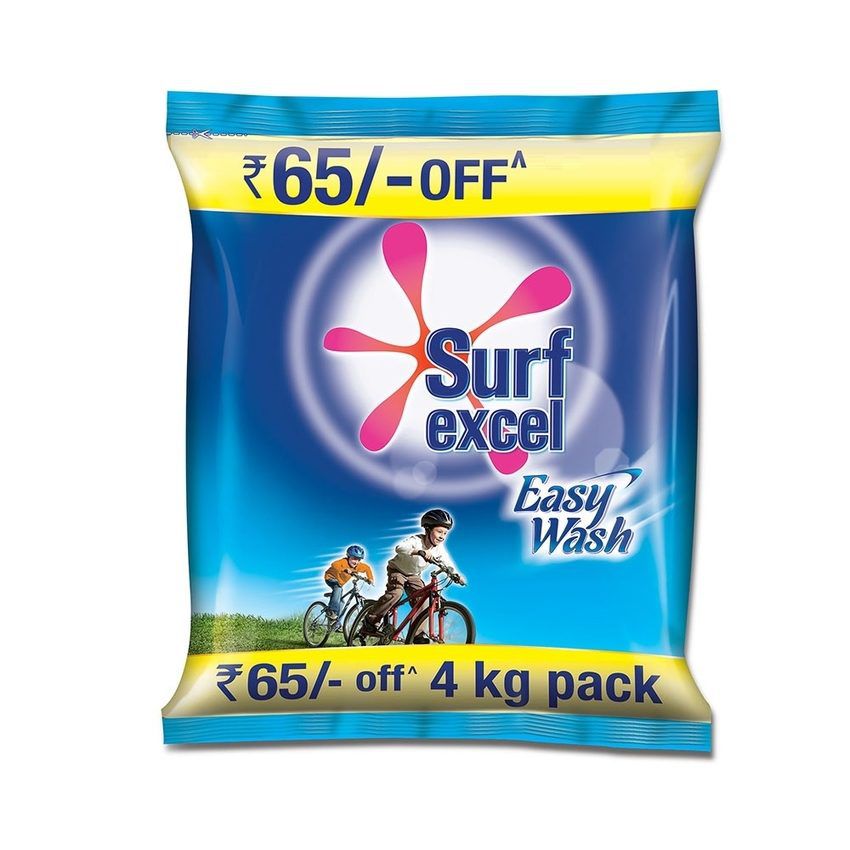 ₹65/- OFF^
Surf
excel
Easy
Wash
₹65/- off^ 4 kg pack